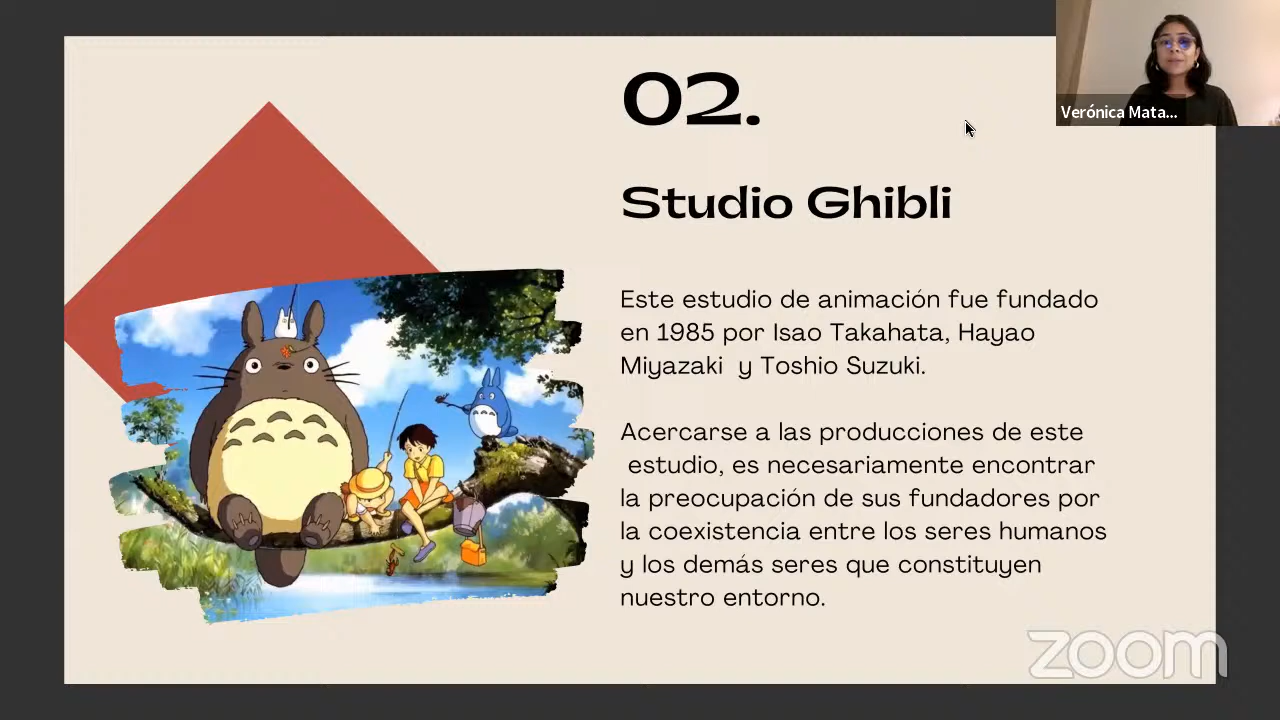 02.
Verónica Mata...
Studio Ghibli
Este estudio de animación fue fundado
en 1985 por Isao Takahata, Hayao
Miyazaki y Toshio Suzuki.
Acercarse a las producciones de este
estudio, es necesariamente encontrar
la preocupación de sus fundadores por
la coexistencia entre los seres humanos
y los demás seres que constituyen
nuestro entorno.
zoom